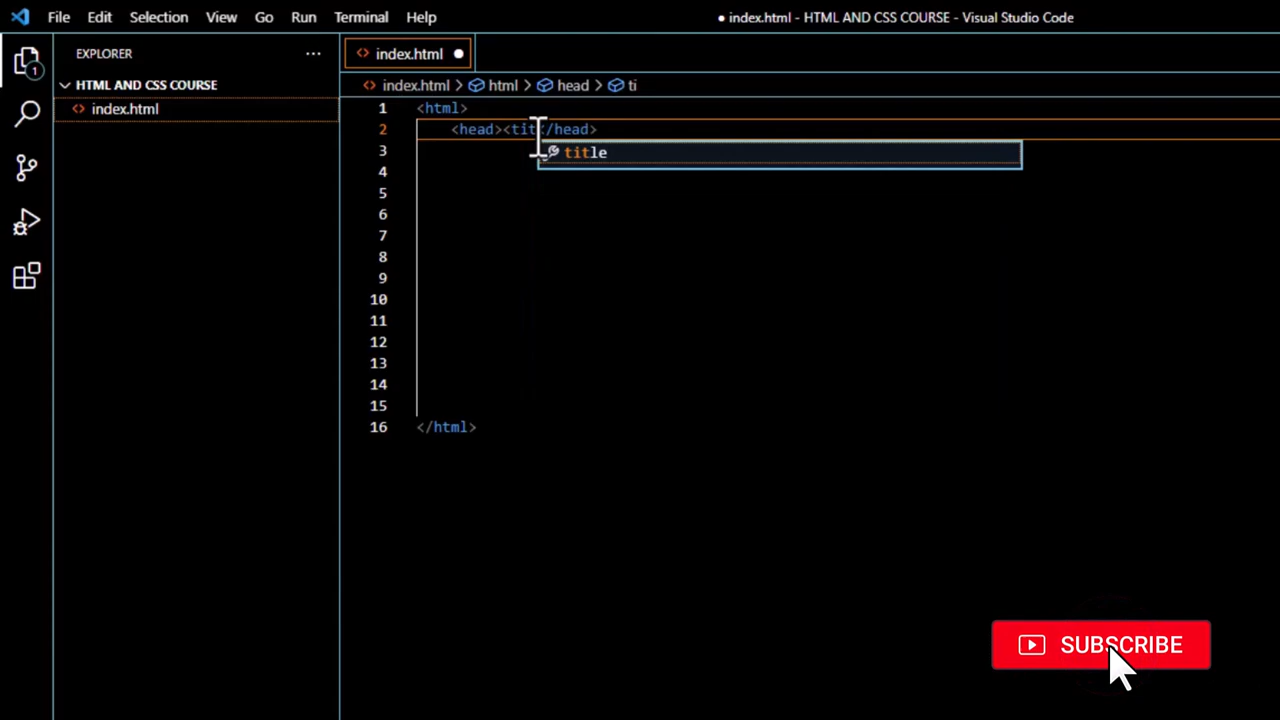 File Edit Selection View Go Run Terminal Help
● index.html - HTML AND CSS COURSE - Visual Studio Code
EXPLORER ...
index.html ●
HTML AND CSS COURSE
index.html > html > head > ti
index.html
1
1 <html>
2 <head><tit</head>
title
3
4
5
6
7
8
9
10
11
12
13
14
15
16 </html>
SUBSCRIBE